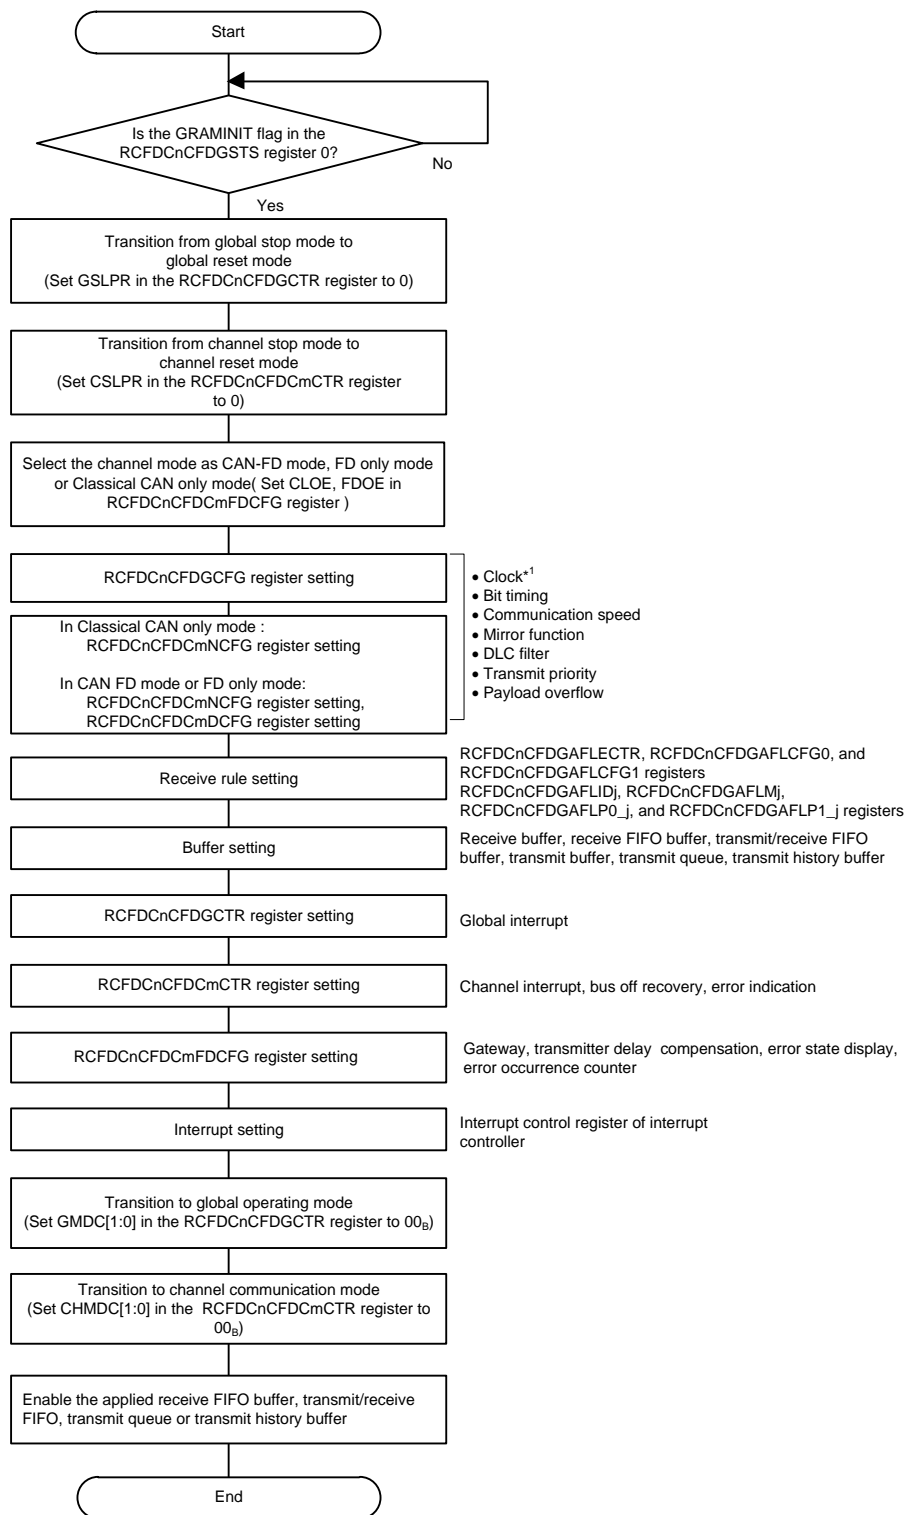 Start
Is the GRAMINIT flag in the
RCFDCnCFDGSTS register 0?
No
Yes
Transition from global stop mode to
global reset mode
(Set GSLPR in the RCFDCnCFDGCTR register to 0)
Transition from channel stop mode to
channel reset mode
(Set CSLPR in the RCFDCnCFDCmCTR register
to 0)
Select the channel mode as CAN-FD mode, FD only mode
or Classical CAN only mode( Set CLOE, FDOE in
RCFDCnCFDCmFDCFG register )
RCFDCnCFDGCFG register setting
In Classical CAN only mode :
RCFDCnCFDCmNCFG register setting
In CAN FD mode or FD only mode:
RCFDCnCFDCmNCFG register setting,
RCFDCnCFDCmDCFG register setting
• Clock*1
• Bit timing
• Communication speed
• Mirror function
• DLC filter
• Transmit priority
• Payload overflow
Receive rule setting
RCFDCnCFDGAFLECTR, RCFDCnCFDGAFLCFG0, and
RCFDCnCFDGAFLCFG1 registers
RCFDCnCFDGAFLIDj, RCFDCnCFDGAFLMj,
RCFDCnCFDGAFLP0_j, and RCFDCnCFDGAFLP1_j registers
Buffer setting
Receive buffer, receive FIFO buffer, transmit/receive FIFO
buffer, transmit buffer, transmit queue, transmit history buffer
RCFDCnCFDGCTR register setting
Global interrupt
RCFDCnCFDCmCTR register setting
Channel interrupt, bus off recovery, error indication
RCFDCnCFDCmFDCFG register setting
Gateway, transmitter delay compensation, error state display,
error occurrence counter
Interrupt setting
Interrupt control register of interrupt
controller
Transition to global operating mode
(Set GMDC[1:0] in the RCFDCnCFDGCTR register to 00B)
Transition to channel communication mode
(Set CHMDC[1:0] in the RCFDCnCFDCmCTR register to
00B)
Enable the applied receive FIFO buffer, transmit/receive
FIFO, transmit queue or transmit history buffer
End